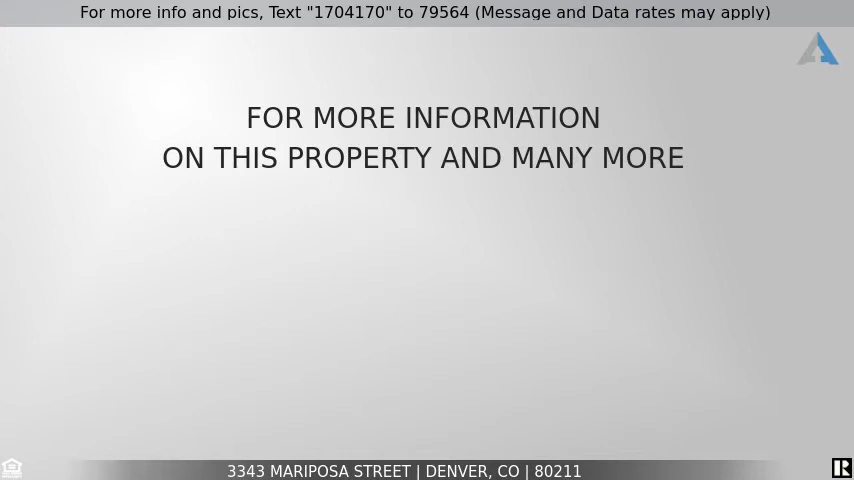 For more info and pics, Text "1704170" to 79564 (Message and Data rates may apply)
FOR MORE INFORMATION
ON THIS PROPERTY AND MANY MORE
3343 MARIPOSA STREET | DENVER, CO | 80211